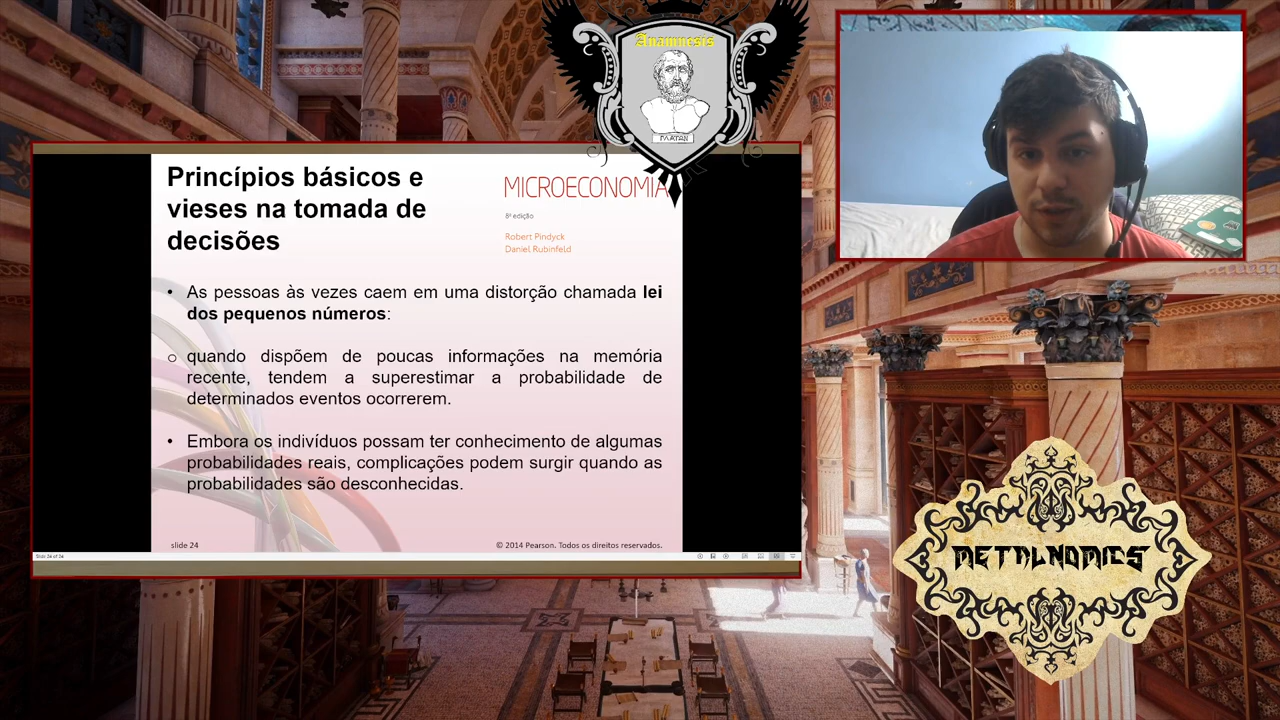 Anamnesis
ΠΛΑΤΩΝ
Princípios básicos e
vieses na tomada de
decisões
MICROECONOMIA
8ª edição
Robert Pindyck
Daniel Rubinfeld
• As pessoas às vezes caem em uma distorção chamada lei
dos pequenos números:
o quando dispõem de poucas informações na memória
recente, tendem a superestimar a probabilidade de
determinados eventos ocorrerem.
• Embora os indivíduos possam ter conhecimento de algumas
probabilidades reais, complicações podem surgir quando as
probabilidades são desconhecidas.
slide 24
© 2014 Pearson. Todos os direitos reservados.
METALNOMICS